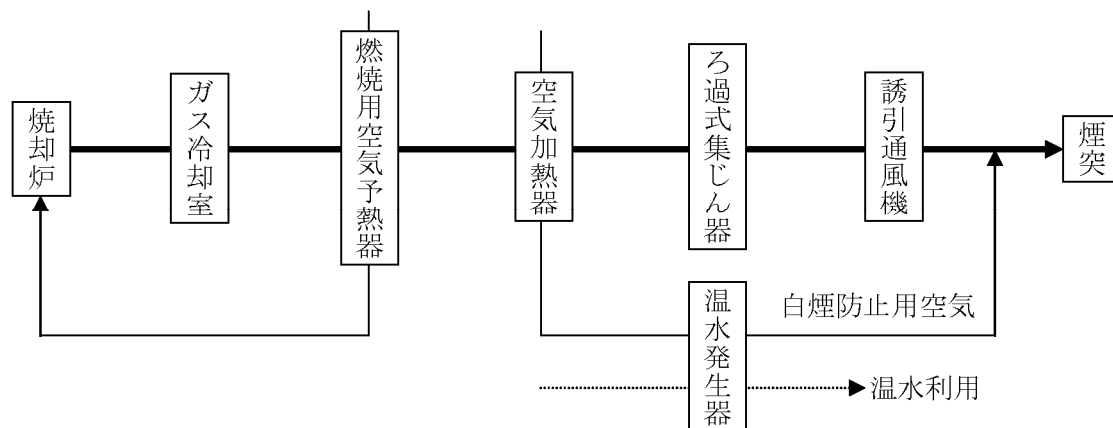 焼却炉
ガス冷却室
燃焼用空気予熱器
空気加熱器
ろ過式集じん器
誘引通風機
煙突
温水発生器
白煙防止用空気
温水利用